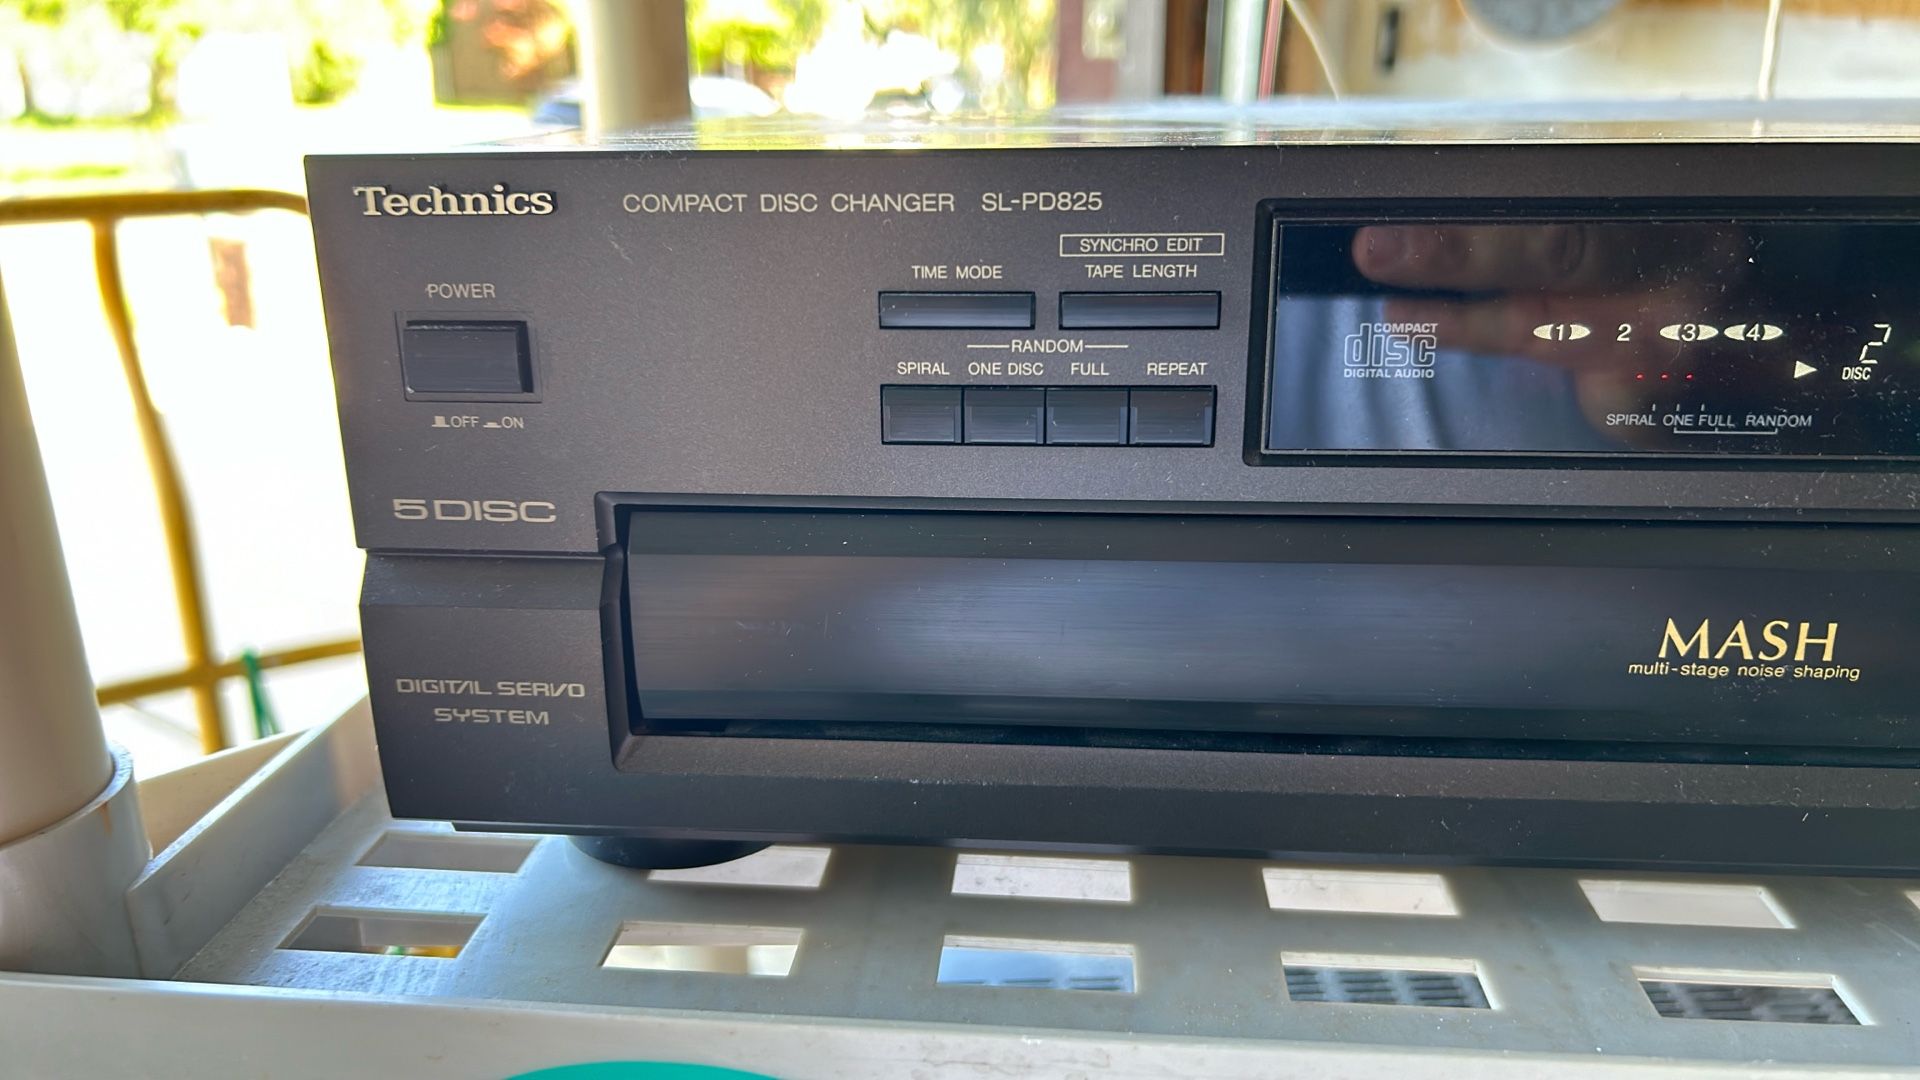 Technics COMPACT DISC CHANGER SL-PD825
SYNCHRO EDIT
TIME MODE TAPE LENGTH
POWER
RANDOM
SPIRAL ONE DISC FULL REPEAT
OFF ON
COMPACT
disc
DIGITAL AUDIO
1 2 3 4
2
DISC
SPIRAL ONE FULL RANDOM
5 DISC
MASH
multi-stage noise shaping
DIGITAL SERVO
SYSTEM